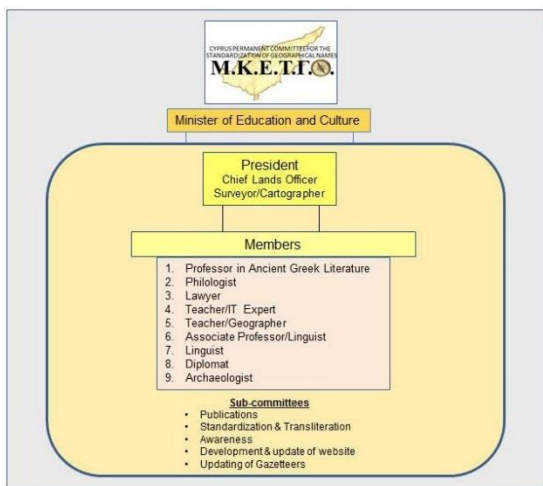 CYPRUS PERMANENT COMMITTEE FOR THE
STANDARDIZATION OF GEOGRAPHICAL NAMES
Μ.Κ.Ε.Τ.Γ.Ο.
Minister of Education and Culture
President
Chief Lands Officer
Surveyor/Cartographer
Members
1. Professor in Ancient Greek Literature
2. Philologist
3. Lawyer
4. Teacher/IT Expert
5. Teacher/Geographer
6. Associate Professor/Linguist
7. Linguist
8. Diplomat
9. Archaeologist
Sub-committees
• Publications
• Standardization & Transliteration
• Awareness
• Development & update of website
• Updating of Gazetteers